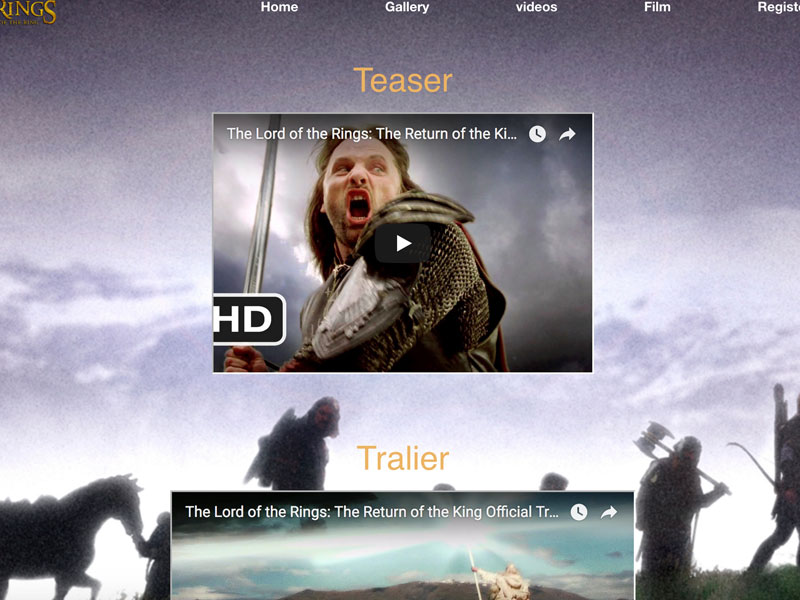 RINGS
Home Gallery videos Film Registe
Teaser
The Lord of the Rings: The Return of the Ki...
HD
Tralier
The Lord of the Rings: The Return of the King Official Tr...